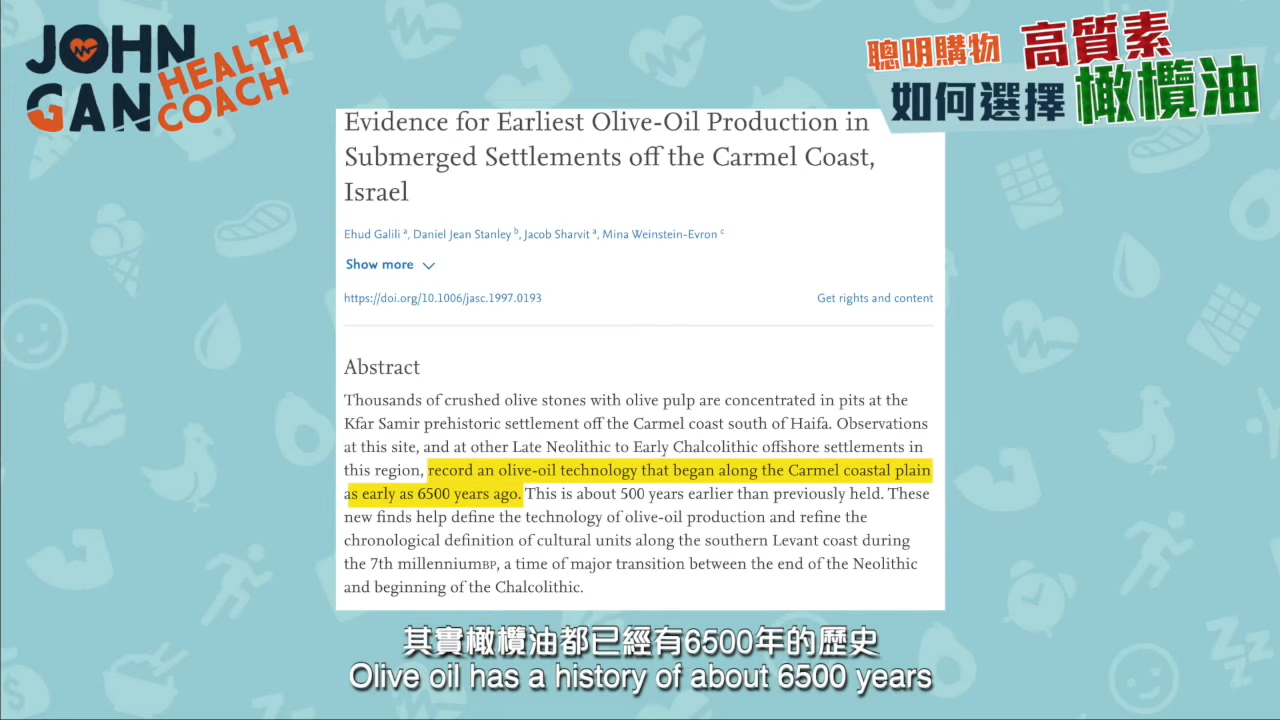 JOHN GAN
HEALTH COACH
聰明購物 高質素
如何選擇 橄欖油
Evidence for Earliest Olive-Oil Production in
Submerged Settlements off the Carmel Coast,
Israel
Ehud Galili a, Daniel Jean Stanley b, Jacob Sharvit a, Mina Weinstein-Evron c
Show more
https://doi.org/10.1006/jasc.1997.0193
Get rights and content
Abstract
Thousands of crushed olive stones with olive pulp are concentrated in pits at the
Kfar Samir prehistoric settlement off the Carmel coast south of Haifa. Observations
at this site, and at other Late Neolithic to Early Chalcolithic offshore settlements in
this region, record an olive-oil technology that began along the Carmel coastal plain
as early as 6500 years ago. This is about 500 years earlier than previously held. These
new finds help define the technology of olive-oil production and refine the
chronological definition of cultural units along the southern Levant coast during
the 7th millenniumBP, a time of major transition between the end of the Neolithic
and beginning of the Chalcolithic.
其實橄欖油都已經有6500年的歷史
Olive oil has a history of about 6500 years